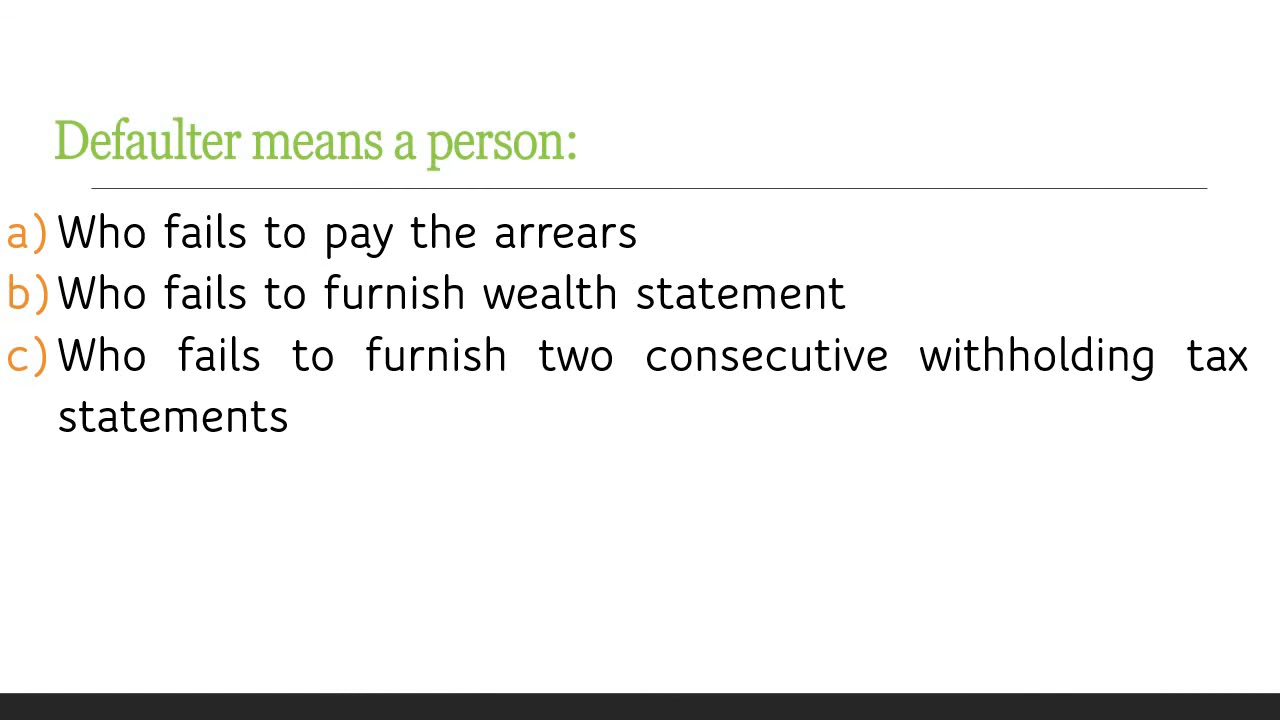 Defaulter means a person:
a) Who fails to pay the arrears
b) Who fails to furnish wealth statement
c) Who fails to furnish two consecutive withholding tax
statements